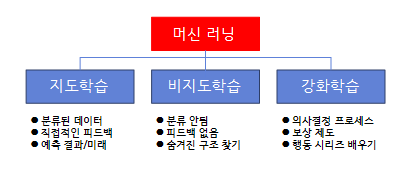 머신 러닝
지도학습
비지도학습
강화학습
● 분류된 데이터
● 직접적인 피드백
● 예측 결과/미래
● 분류 안됨
● 피드백 없음
● 숨겨진 구조 찾기
● 의사결정 프로세스
● 보상 제도
● 행동 시리즈 배우기